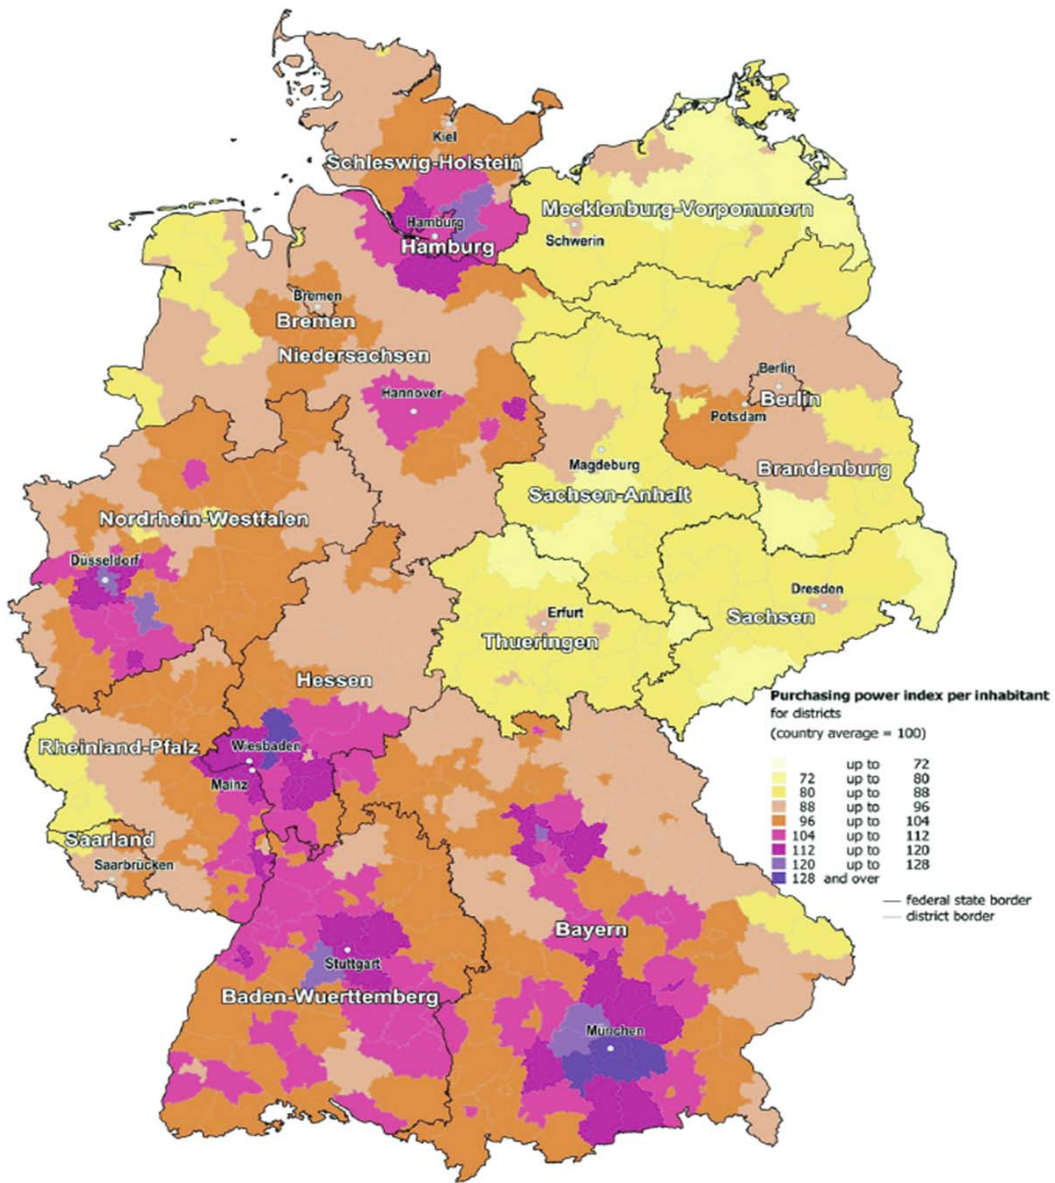 Kiel
Schleswig-Holstein
Hamburg
Hamburg
Mecklenburg-Vorpommern
Schwerin
Bremen
Bremen
Niedersachsen
Hannover
Berlin
Berlin
Potsdam
Magdeburg
Brandenburg
Sachsen-Anhalt
Nordrhein-Westfalen
Düsseldorf
Dresden
Erfurt
Sachsen
Thueringen
Hessen
Purchasing power index per inhabitant
for districts
(country average = 100)
up to 72
72 up to 80
80 up to 88
88 up to 96
96 up to 104
104 up to 112
112 up to 120
120 up to 128
128 and over
federal state border
district border
Rheinland-Pfalz
Wiesbaden
Mainz
Saarland
Saarbrücken
Bayern
Stuttgart
Baden-Wuerttemberg
München